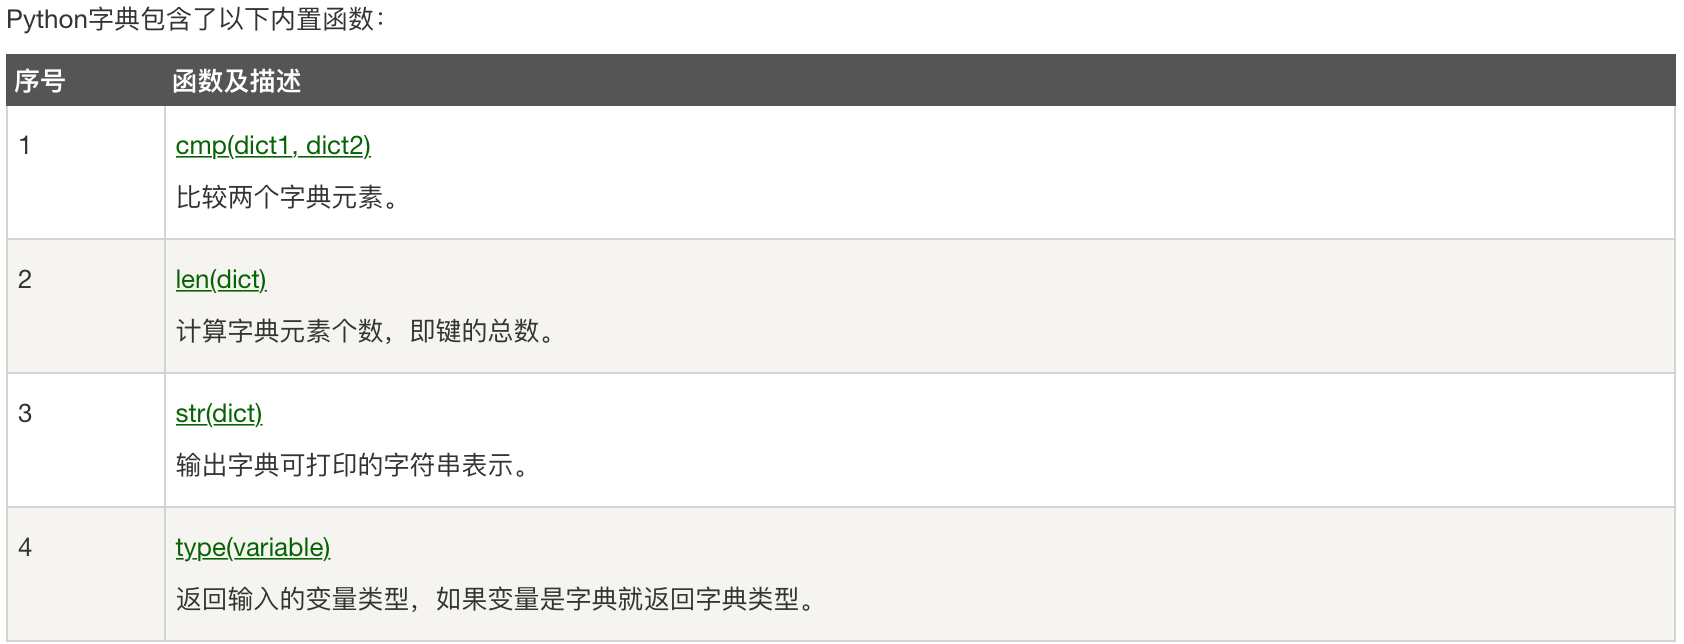 Python字典包含了以下内置函数：
序号 函数及描述
1 cmp(dict1, dict2)
比较两个字典元素。
2 len(dict)
计算字典元素个数，即键的总数。
3 str(dict)
输出字典可打印的字符串表示。
4 type(variable)
返回输入的变量类型，如果变量是字典就返回字典类型。